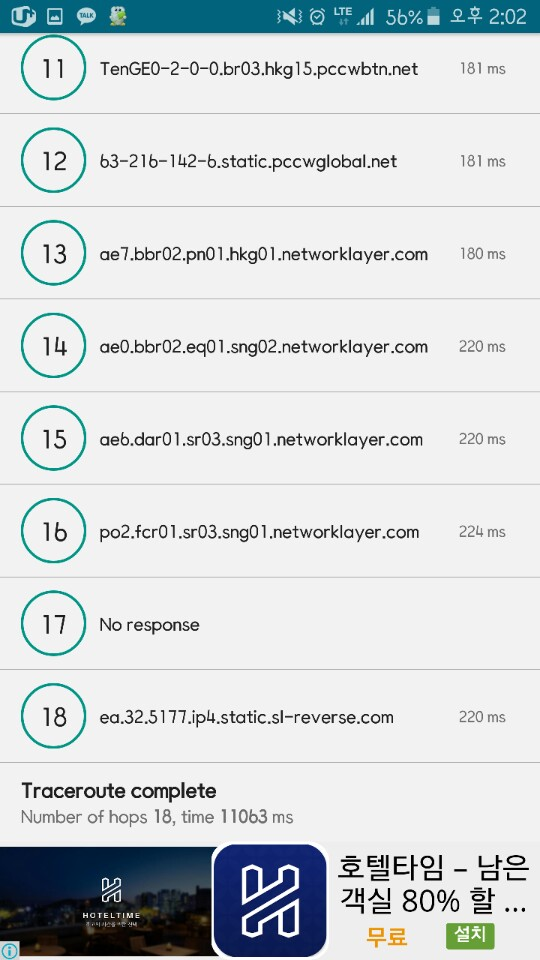 U+ TALK LTE 56% 오후 2:02
11 TenGE0-2-0-0.br03.hkg15.pccwbtn.net 181 ms
12 63-216-142-6.static.pccwglobal.net 181 ms
13 ae7.bbr02.pn01.hkg01.networklayer.com 180 ms
14 ae0.bbr02.eq01.sng02.networklayer.com 220 ms
15 ae6.dar01.sr03.sng01.networklayer.com 220 ms
16 po2.fcr01.sr03.sng01.networklayer.com 224 ms
17 No response
18 ea.32.5177.ip4.static.sl-reverse.com 220 ms
Traceroute complete
Number of hops 18, time 11063 ms
HOTELTIME
호텔타임 - 남은
객실 80% 할 ...
무료 설치